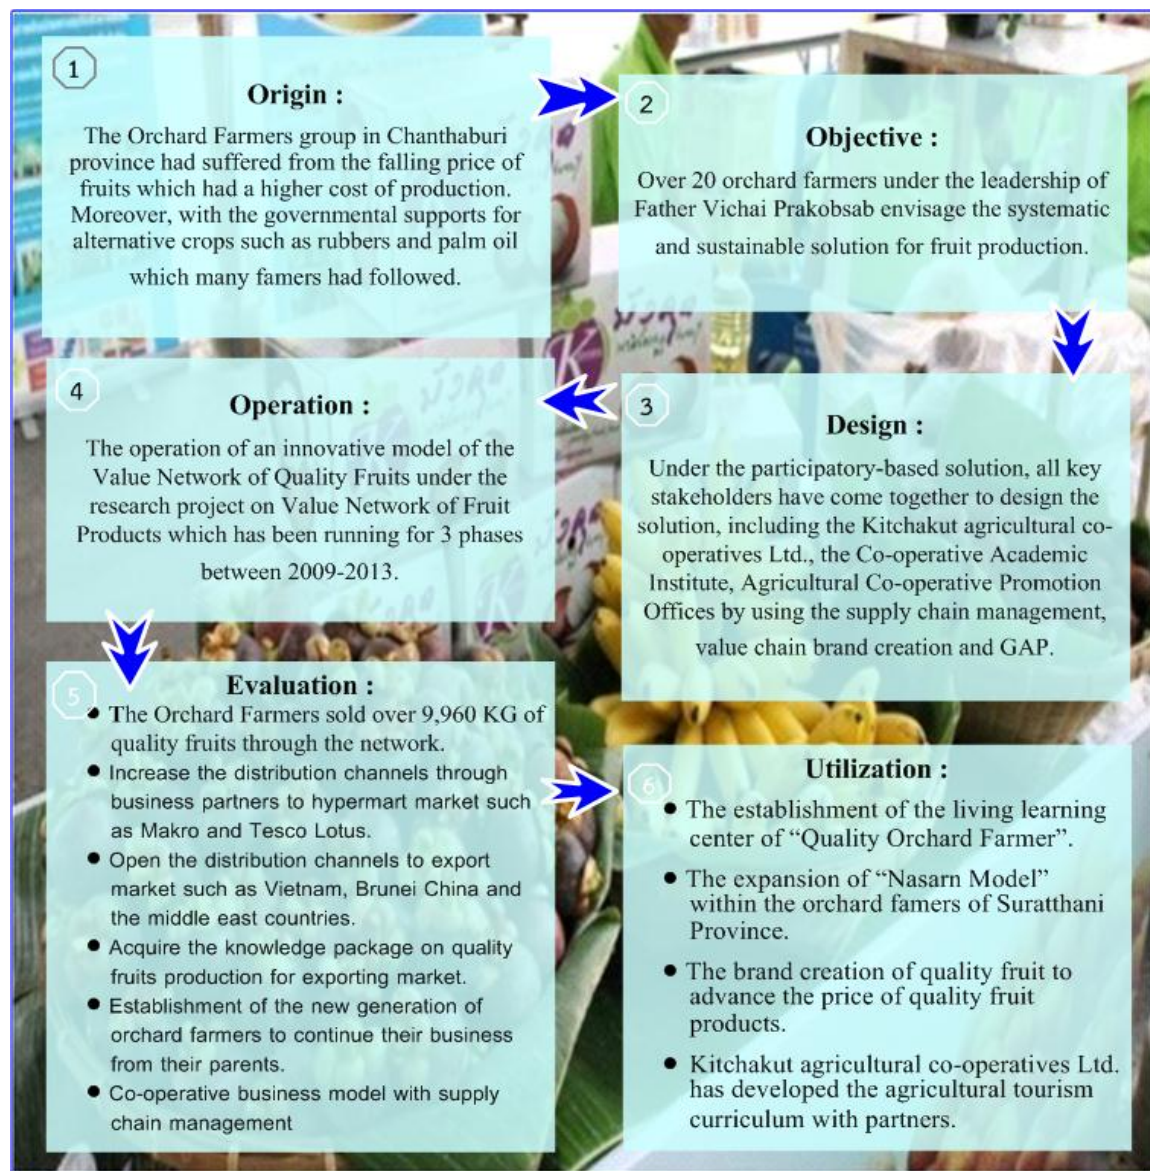 1
Origin :
The Orchard Farmers group in Chanthaburi
province had suffered from the falling price of
fruits which had a higher cost of production.
Moreover, with the governmental supports for
alternative crops such as rubbers and palm oil
which many famers had followed.
2
Objective :
Over 20 orchard farmers under the leadership of
Father Vichai Prakobsab envisage the systematic
and sustainable solution for fruit production.
3
Design :
Under the participatory-based solution, all key
stakeholders have come together to design the
solution, including the Kitchakut agricultural co-
operatives Ltd., the Co-operative Academic
Institute, Agricultural Co-operative Promotion
Offices by using the supply chain management,
value chain brand creation and GAP.
4
Operation :
The operation of an innovative model of the
Value Network of Quality Fruits under the
research project on Value Network of Fruit
Products which has been running for 3 phases
between 2009-2013.
5
Evaluation :
● The Orchard Farmers sold over 9,960 KG of
quality fruits through the network.
● Increase the distribution channels through
business partners to hypermart market such
as Makro and Tesco Lotus.
● Open the distribution channels to export
market such as Vietnam, Brunei China and
the middle east countries.
● Acquire the knowledge package on quality
fruits production for exporting market.
● Establishment of the new generation of
orchard farmers to continue their business
from their parents.
● Co-operative business model with supply
chain management
6
Utilization :
● The establishment of the living learning
center of “Quality Orchard Farmer”.
● The expansion of “Nasarn Model”
within the orchard famers of Suratthani
Province.
● The brand creation of quality fruit to
advance the price of quality fruit
products.
● Kitchakut agricultural co-operatives Ltd.
has developed the agricultural tourism
curriculum with partners.
K
มังคุด